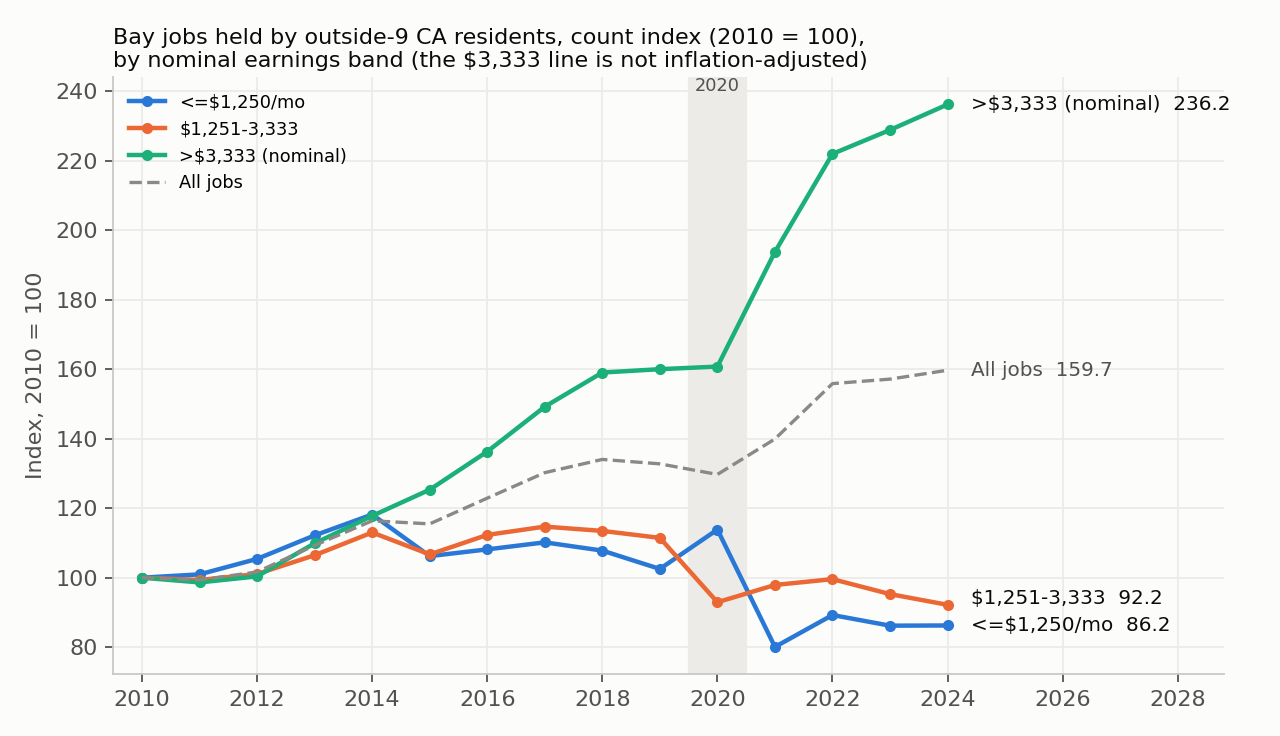 Bay jobs held by outside-9 CA residents, count index (2010 = 100),
by nominal earnings band (the $3,333 line is not inflation-adjusted)
2020
<=$1,250/mo
$1,251-3,333
>$3,333 (nominal)
All jobs
>$3,333 (nominal)  236.2
All jobs  159.7
$1,251-3,333  92.2
<=$1,250/mo  86.2
Index, 2010 = 100
240
220
200
180
160
140
120
100
80
2010 2012 2014 2016 2018 2020 2022 2024 2026 2028